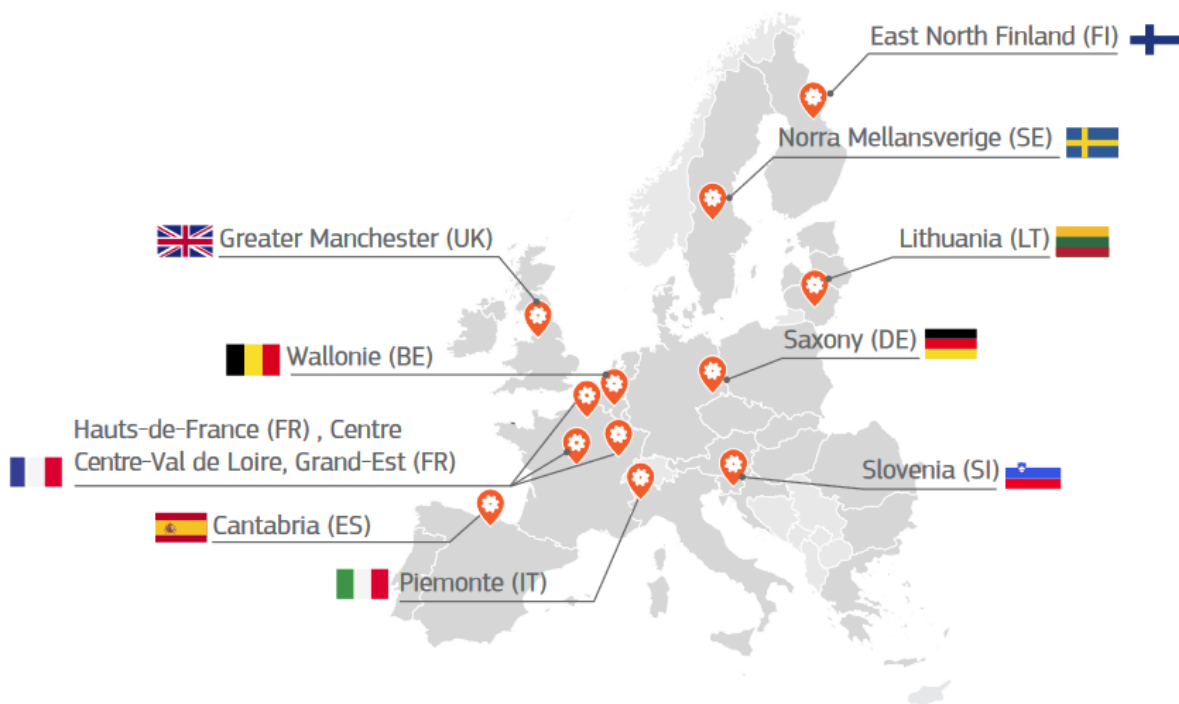 East North Finland (FI)
Norra Mellansverige (SE)
Greater Manchester (UK)
Lithuania (LT)
Wallonie (BE)
Saxony (DE)
Hauts-de-France (FR) , Centre
Centre-Val de Loire, Grand-Est (FR)
Slovenia (SI)
Cantabria (ES)
Piemonte (IT)